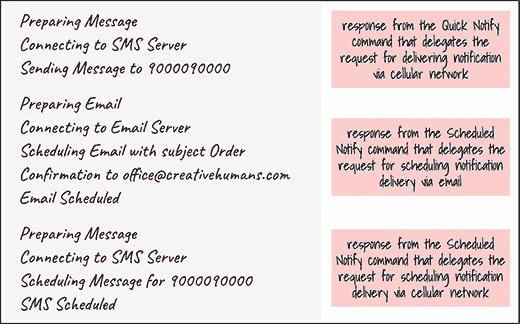 Preparing Message
Connecting to SMS Server
Sending Message to 9000090000
response from the Quick Notify
command that delegates the
request for delivering notification
via cellular network
Preparing Email
Connecting to Email Server
Scheduling Email with subject Order
Confirmation to office@creativehumans.com
Email Scheduled
response from the Scheduled
Notify command that delegates the
request for scheduling notification
delivery via email
Preparing Message
Connecting to SMS Server
Scheduling Message for 9000090000
SMS Scheduled
response from the Scheduled
Notify command that delegates the
request for scheduling notification
delivery via cellular network